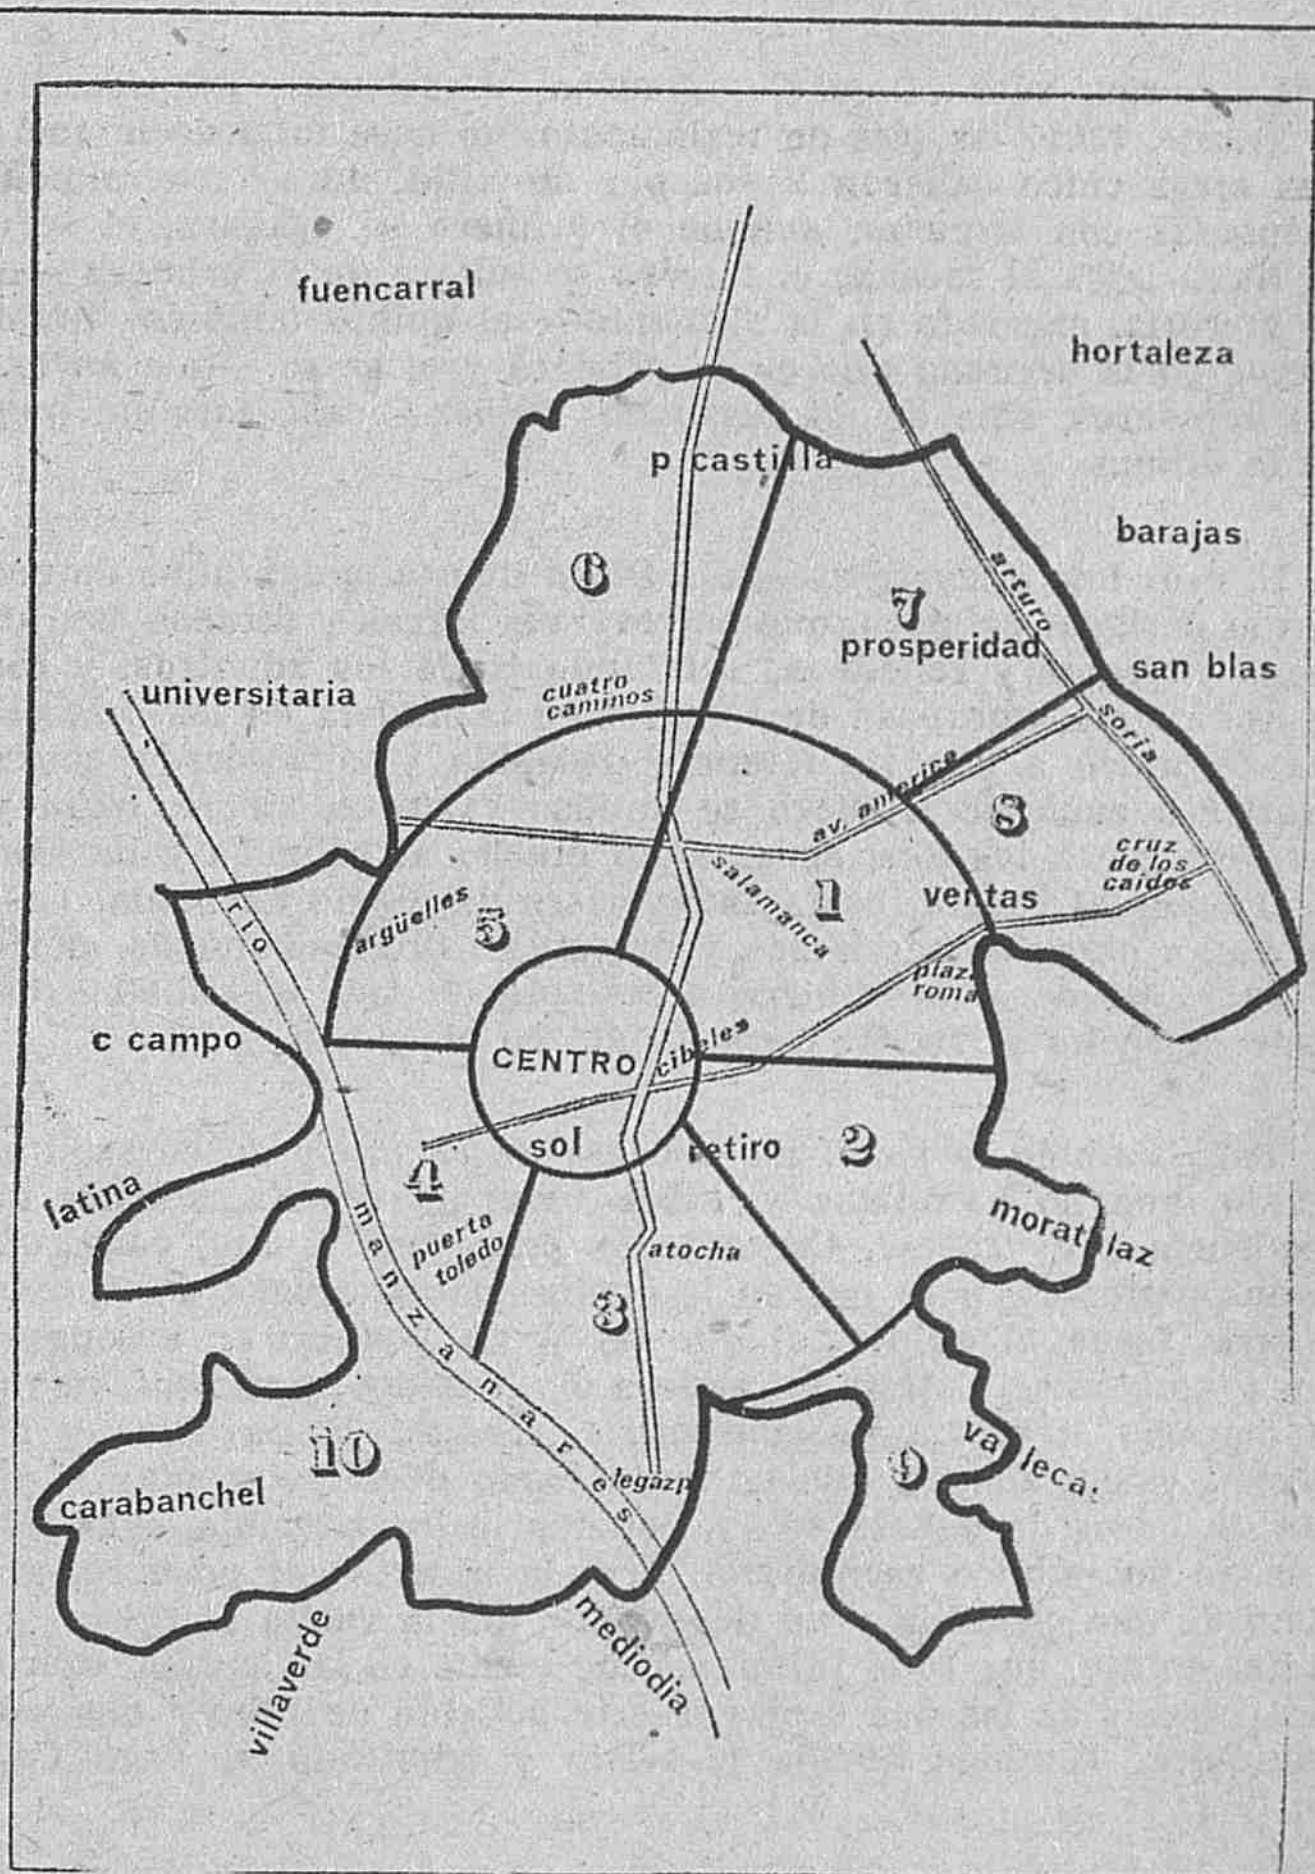 fuencarral
hortaleza
p castilla
barajas
6
arturo
7
prosperidad
san blas
universitaria
cuatro
caminos
soria
av. america
8
salamanca
cruz
de los
caidos
1
ventas
argüelles
5
rio
plaza
roma
c campo
CENTRO
cibeles
sol
retiro
2
4
latina
manzanares
puerta
toledo
moratalaz
atocha
3
10
vallecas
9
legazpi
carabanchel
villaverde
mediodia